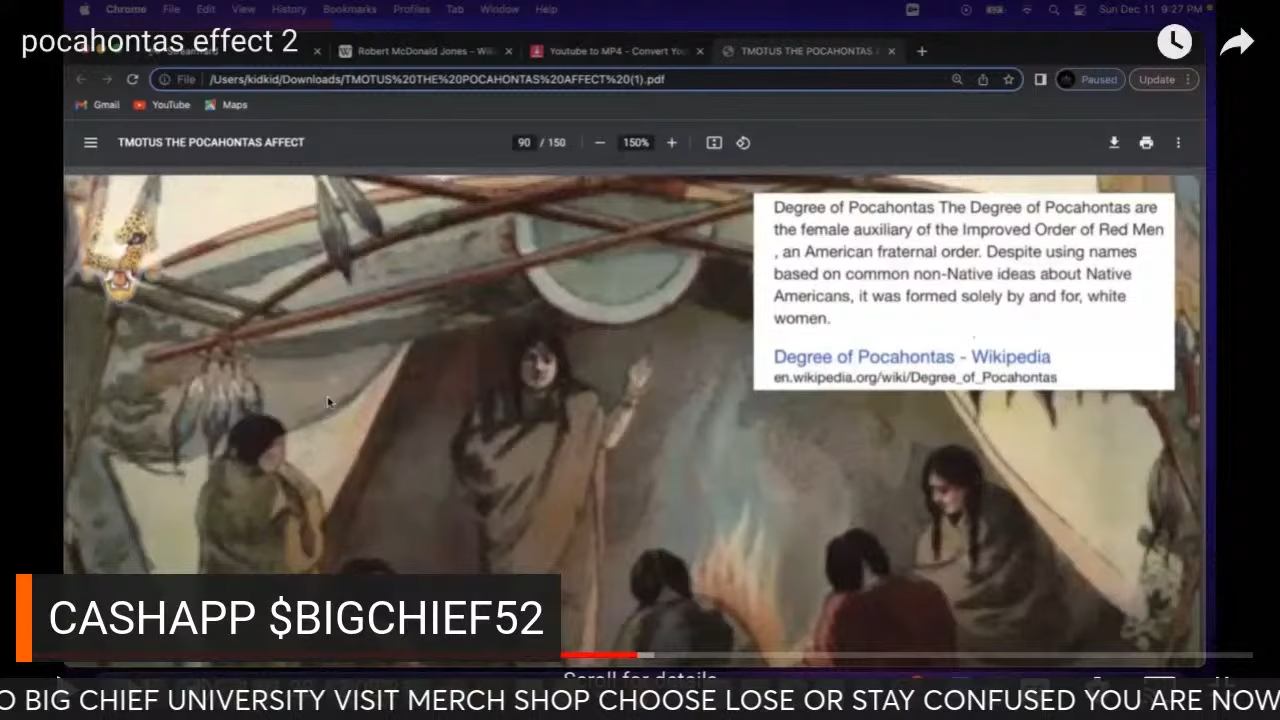 Chrome File Edit View History Bookmarks Profiles Tab Window Help Sun Dec 11 9:27 PM
pocahontas effect 2
Robert McDonald Jones - Wi Youtube to MP4 - Convert You TMOTUS THE POCAHONTAS
File /Users/kidkid/Downloads/TMOTUS%20THE%20POCAHONTAS%20AFFECT%20(1).pdf Paused Update
Gmail YouTube Maps
TMOTUS THE POCAHONTAS AFFECT 90 / 150 150%
Degree of Pocahontas The Degree of Pocahontas are
the female auxiliary of the Improved Order of Red Men
, an American fraternal order. Despite using names
based on common non-Native ideas about Native
Americans, it was formed solely by and for, white
women.
Degree of Pocahontas - Wikipedia
en.wikipedia.org/wiki/Degree_of_Pocahontas
CASHAPP $BIGCHIEF52
Scroll for details
O BIG CHIEF UNIVERSITY VISIT MERCH SHOP CHOOSE LOSE OR STAY CONFUSED YOU ARE NOW